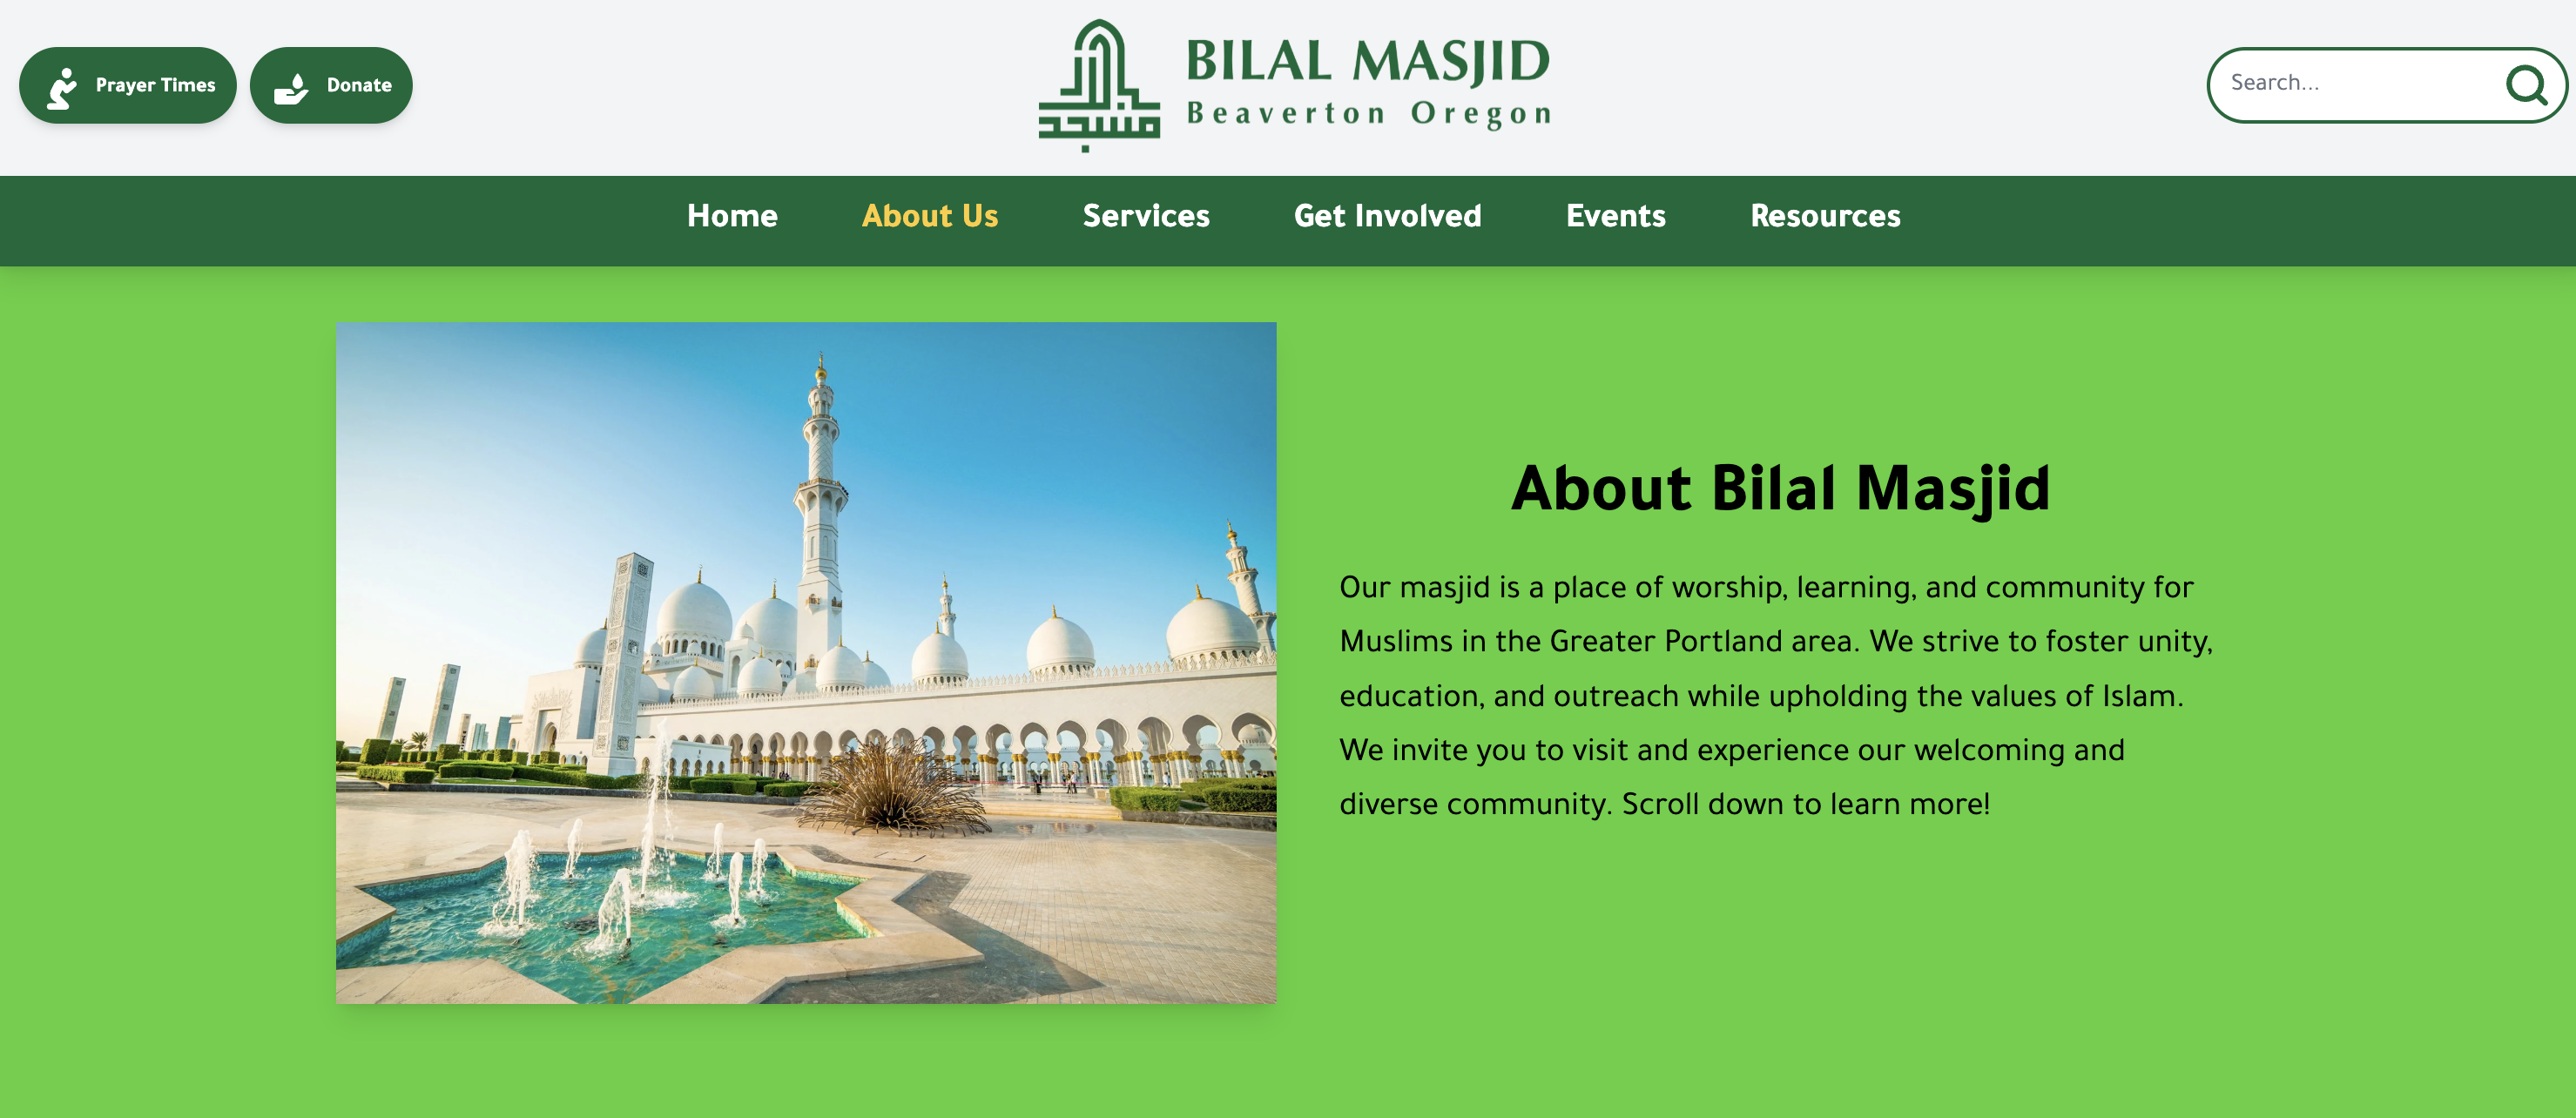 Prayer Times
Donate
مسجد
بلال
BILAL MASJID
Beaverton Oregon
Search...
Home
About Us
Services
Get Involved
Events
Resources
About Bilal Masjid
Our masjid is a place of worship, learning, and community for
Muslims in the Greater Portland area. We strive to foster unity,
education, and outreach while upholding the values of Islam.
We invite you to visit and experience our welcoming and
diverse community. Scroll down to learn more!